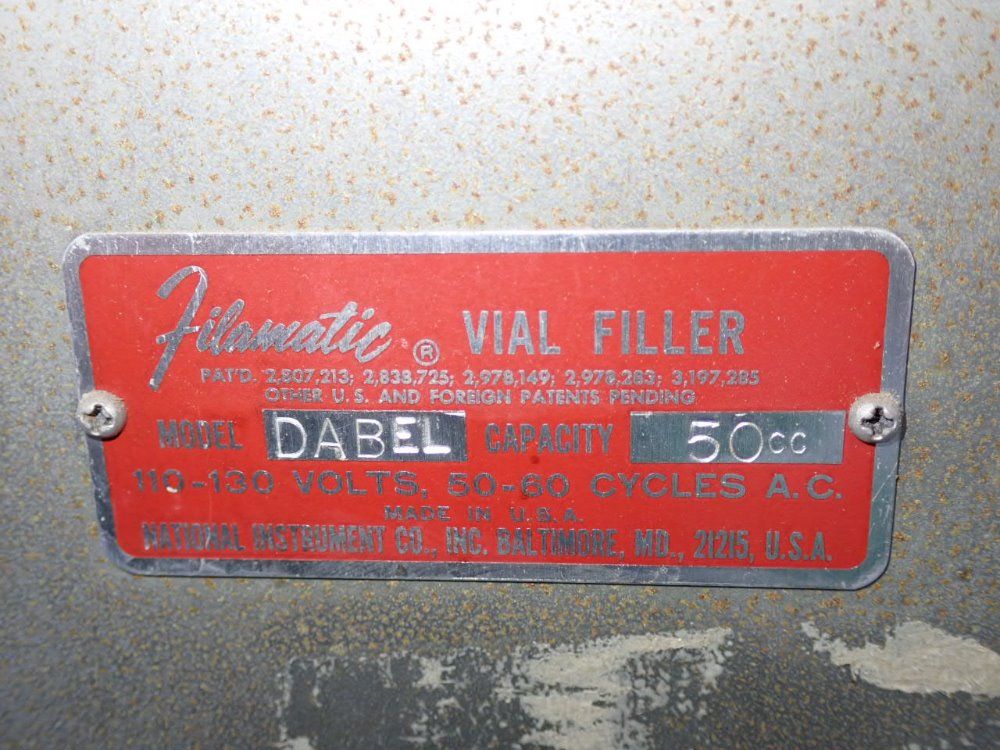 Filamatic ® VIAL FILLER
PAT'D. 2,807,213; 2,838,725; 2,978,149; 2,978,283; 3,197,285
OTHER U.S. AND FOREIGN PATENTS PENDING
MODEL DABEL CAPACITY 50cc
110-130 VOLTS, 50-60 CYCLES A.C.
MADE IN U.S.A.
NATIONAL INSTRUMENT CO., INC. BALTIMORE, MD., 21215, U.S.A.